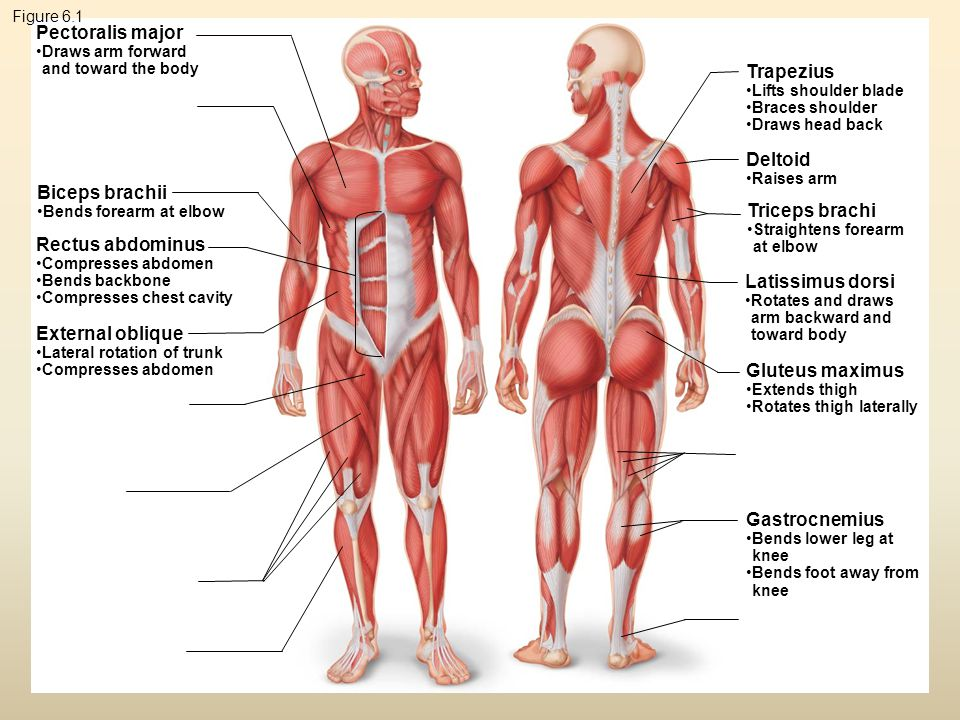 Figure 6.1
Pectoralis major
•Draws arm forward
and toward the body
Biceps brachii
•Bends forearm at elbow
Rectus abdominus
•Compresses abdomen
•Bends backbone
•Compresses chest cavity
External oblique
•Lateral rotation of trunk
•Compresses abdomen
Trapezius
•Lifts shoulder blade
•Braces shoulder
•Draws head back
Deltoid
•Raises arm
Triceps brachi
•Straightens forearm
at elbow
Latissimus dorsi
•Rotates and draws
arm backward and
toward body
Gluteus maximus
•Extends thigh
•Rotates thigh laterally
Gastrocnemius
•Bends lower leg at
knee
•Bends foot away from
knee